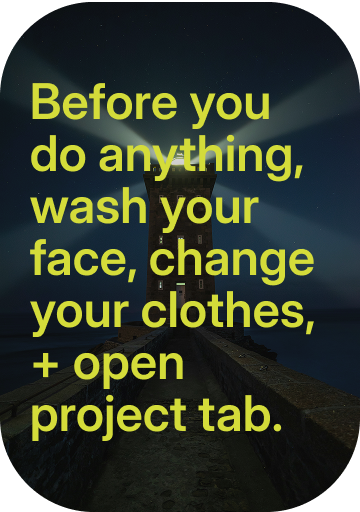 Before you
do anything,
wash your
face, change
your clothes,
+ open
project tab.